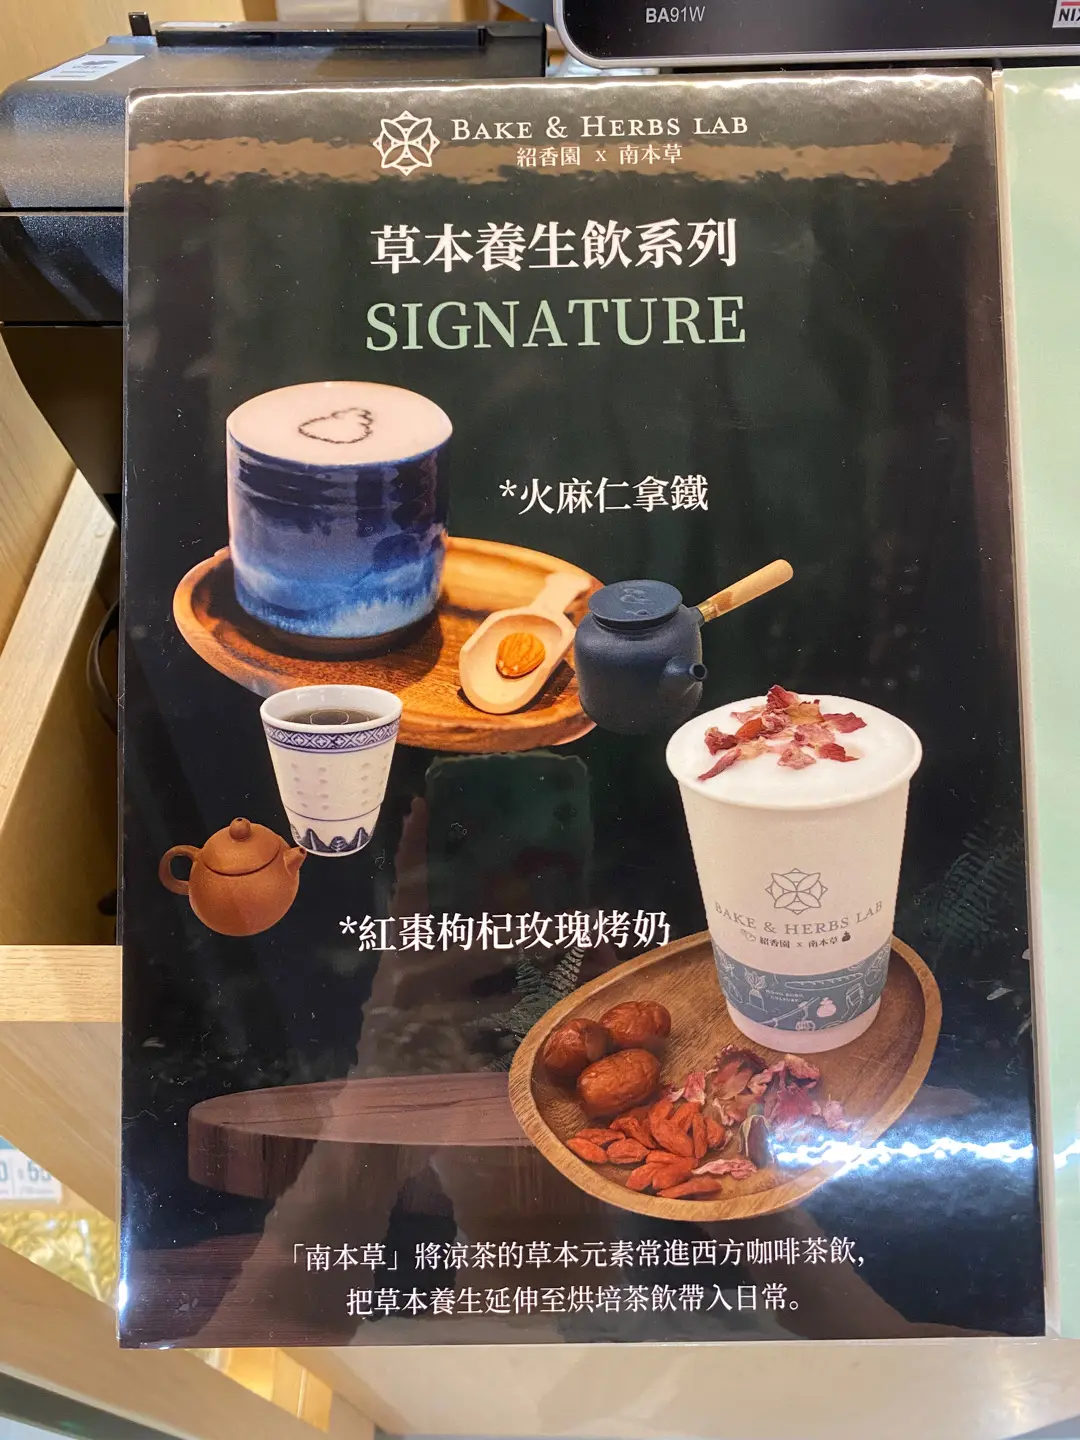 BA91W
NIX
BAKE & HERBS LAB
紹香園 x 南本草
草本養生飲系列
SIGNATURE
*火麻仁拿鐵
*紅棗枸杞玫瑰烤奶
BAKE & HERBS LAB
紹香園 x 南本草
「南本草」將涼茶的草本元素常進西方咖啡茶飲,
把草本養生延伸至烘培茶飲帶入日常。